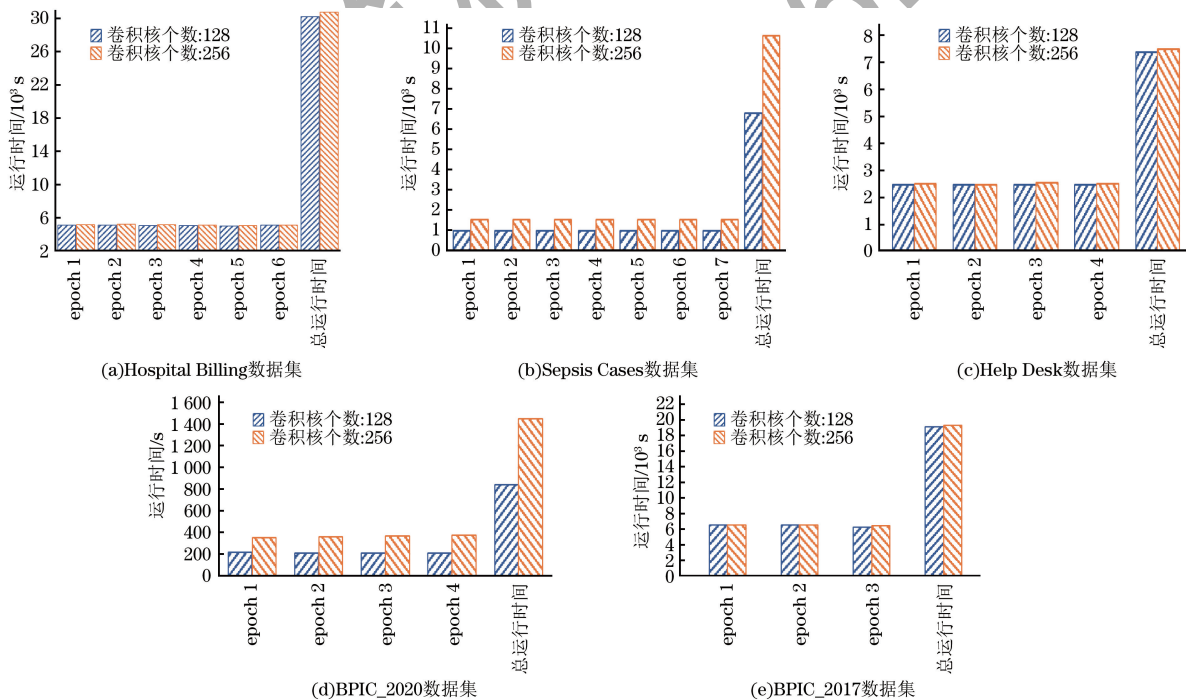 运行时间/10³ s
30
26
22
18
14
10
6
2
卷积核个数:128
卷积核个数:256
epoch 1
epoch 2
epoch 3
epoch 4
epoch 5
epoch 6
总运行时间
(a)Hospital Billing数据集
运行时间/10³ s
11
10
9
8
7
6
5
4
3
2
1
0
卷积核个数:128
卷积核个数:256
epoch 1
epoch 2
epoch 3
epoch 4
epoch 5
epoch 6
epoch 7
总运行时间
(b)Sepsis Cases数据集
运行时间/10³ s
8
7
6
5
4
3
2
1
0
卷积核个数:128
卷积核个数:256
epoch 1
epoch 2
epoch 3
epoch 4
总运行时间
(c)Help Desk数据集
运行时间/s
1 600
1 400
1 200
1 000
800
600
400
200
0
卷积核个数:128
卷积核个数:256
epoch 1
epoch 2
epoch 3
epoch 4
总运行时间
(d)BPIC_2020数据集
运行时间/10³ s
22
20
18
16
14
12
10
8
6
4
2
0
卷积核个数:128
卷积核个数:256
epoch 1
epoch 2
epoch 3
总运行时间
(e)BPIC_2017数据集